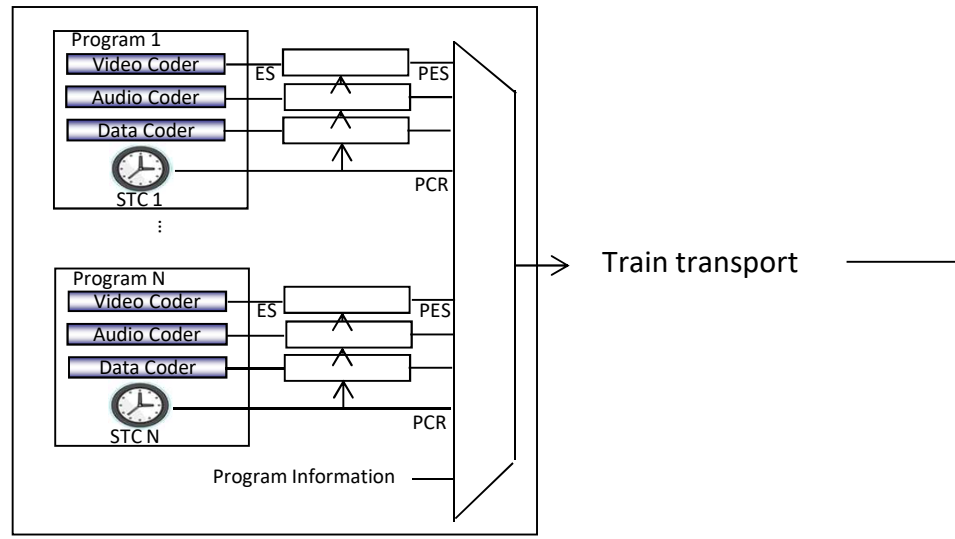 Program 1
Video Coder
ES
PES
Audio Coder
Data Coder
PCR
STC 1
...
Program N
Video Coder
ES
PES
Audio Coder
Data Coder
PCR
STC N
Program Information
Train transport